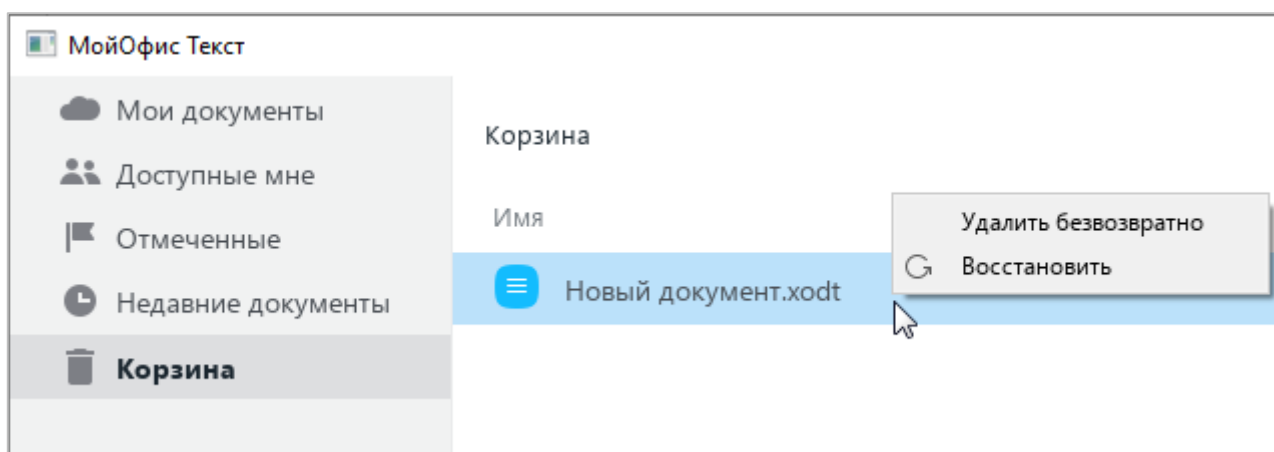 МойОфис Текст
Мои документы
Доступные мне
Отмеченные
Недавние документы
Корзина
Корзина
Имя
Новый документ.xodt
Удалить безвозвратно
Восстановить